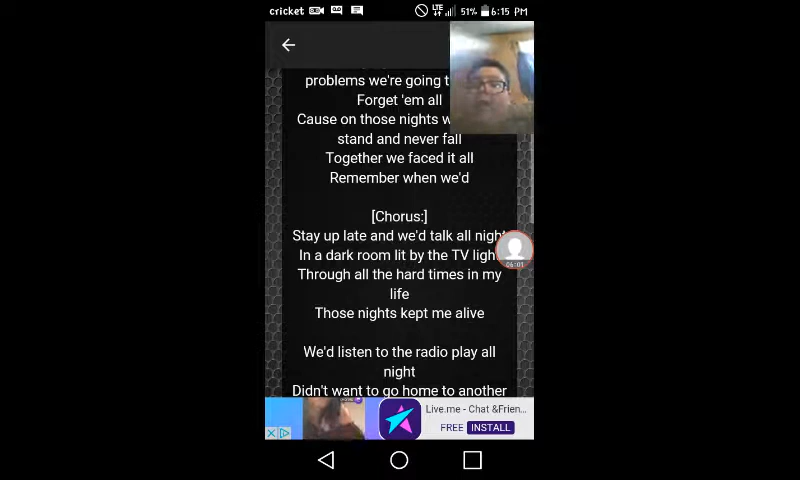 cricket LTE 51% 6:15 PM
problems we're going
Forget 'em all
Cause on those nights
stand and never fall
Together we faced it all
Remember when we'd
[Chorus:]
Stay up late and we'd talk all night
In a dark room lit by the TV light
Through all the hard times in my
life
06:01
Those nights kept me alive
We'd listen to the radio play all
night
Didn't want to go home to another
Live.me - Chat &Frien...
FREE INSTALL